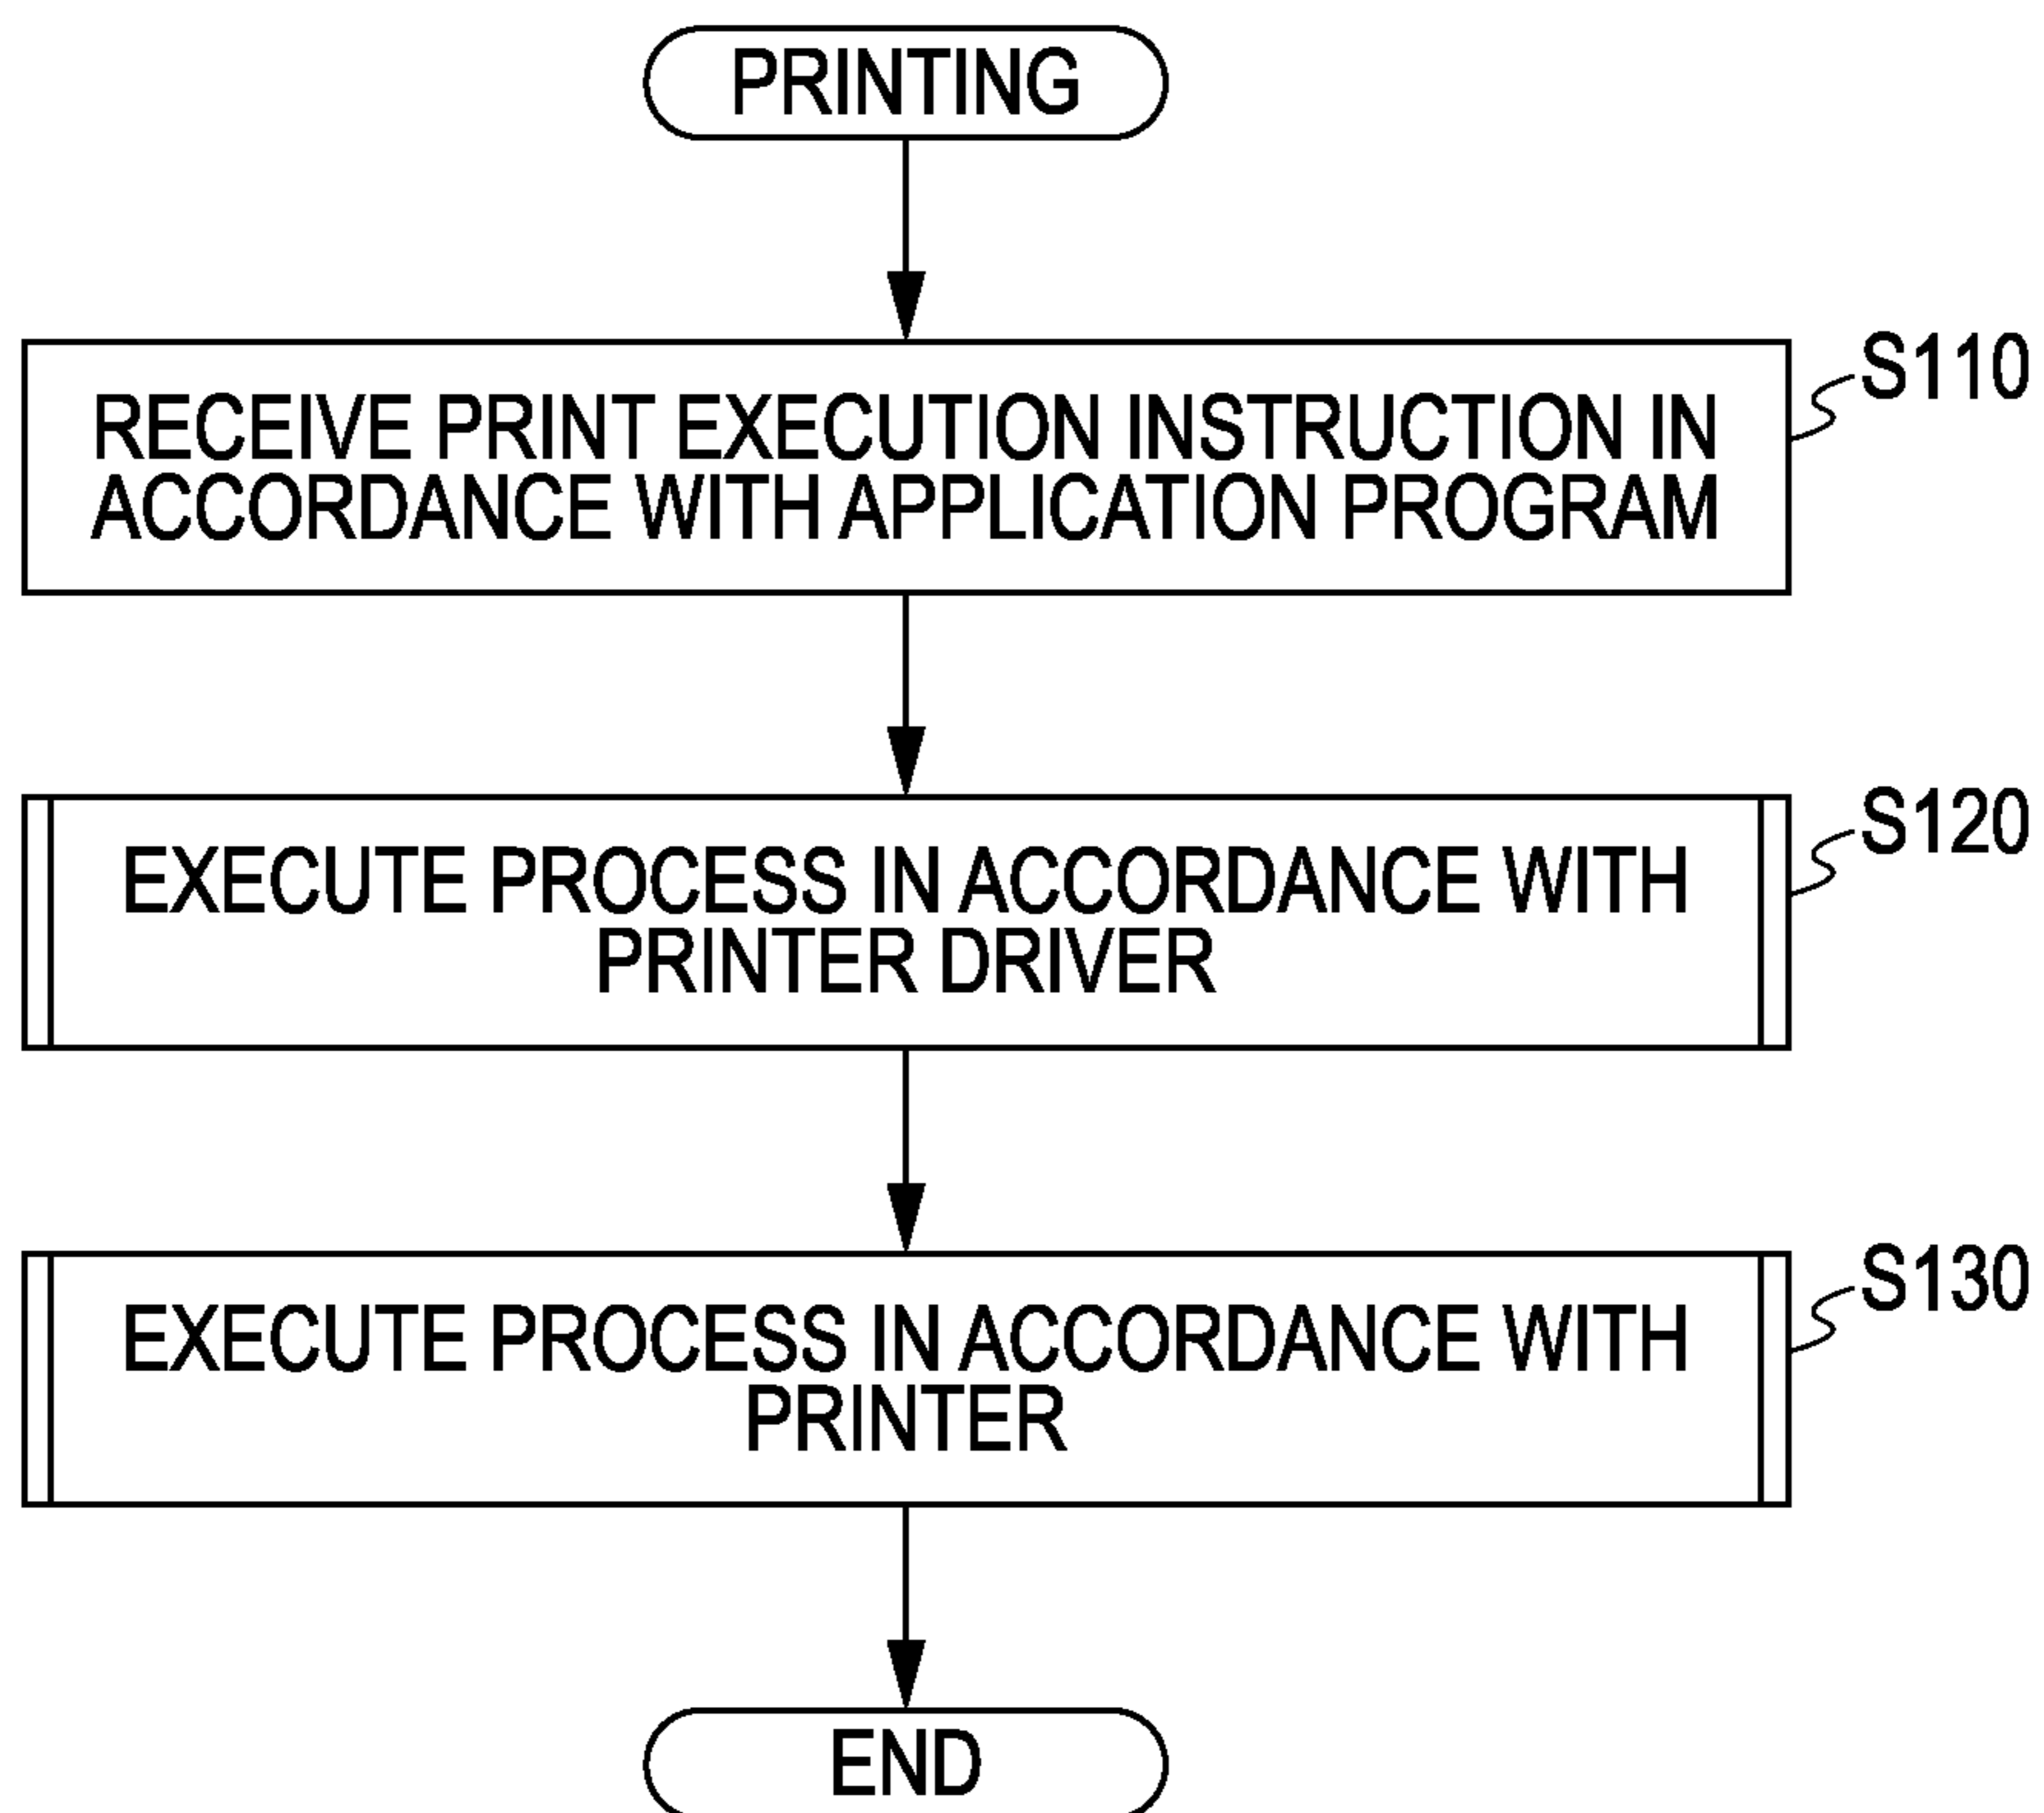 PRINTING
RECEIVE PRINT EXECUTION INSTRUCTION IN
ACCORDANCE WITH APPLICATION PROGRAM
S110
EXECUTE PROCESS IN ACCORDANCE WITH
PRINTER DRIVER
S120
EXECUTE PROCESS IN ACCORDANCE WITH
PRINTER
S130
END